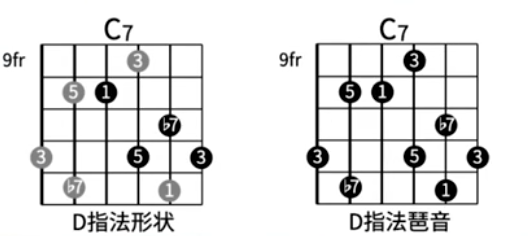 C7 C7
9fr 3 9fr 3
5 1 5 1
♭7 ♭7
3 5 3 3 5 3
♭7 1 ♭7 1
D指法形状 D指法琶音